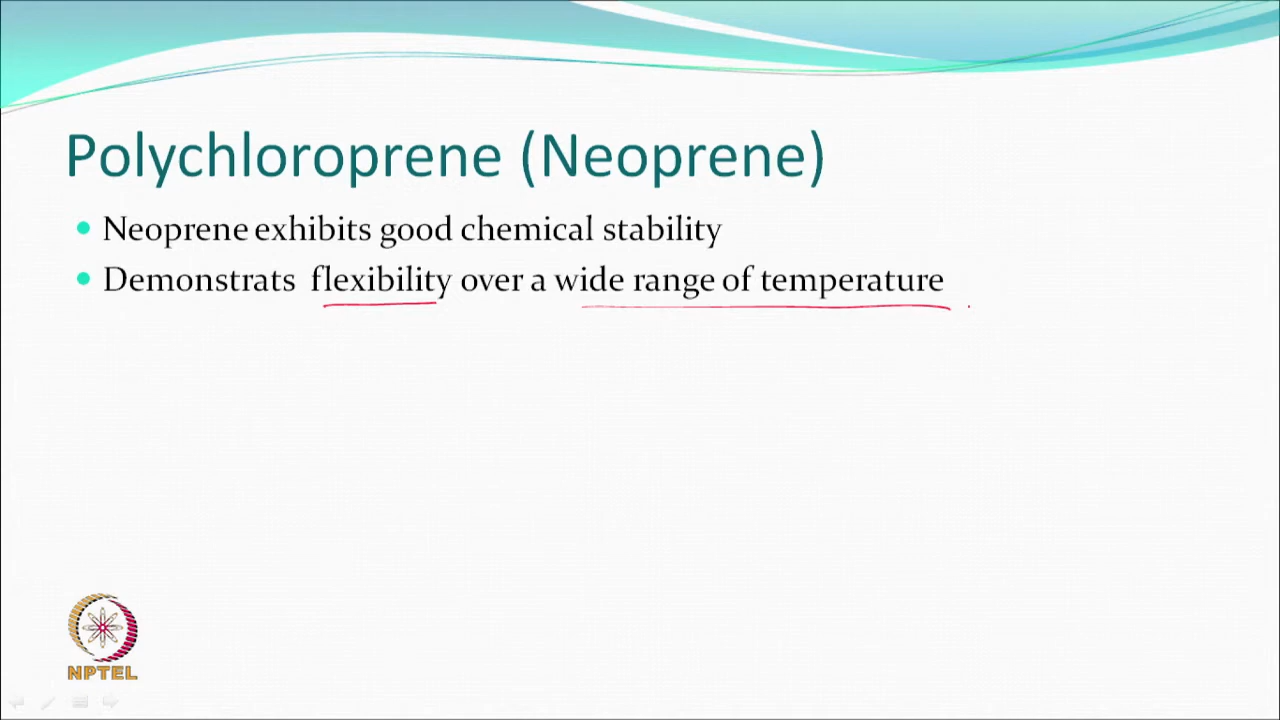 Polychloroprene (Neoprene)
Neoprene exhibits good chemical stability
Demonstrats flexibility over a wide range of temperature
NPTEL